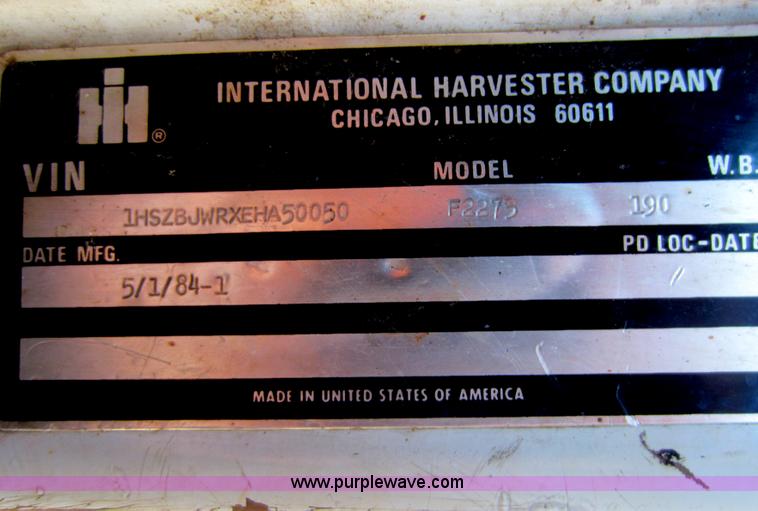 IH ®
INTERNATIONAL HARVESTER COMPANY
CHICAGO, ILLINOIS 60611
VIN MODEL W.B.
1HSZBJWRXEHA50050 F2275 190
DATE MFG. PD LOC-DATE
5/1/84-1 //
MADE IN UNITED STATES OF AMERICA
www.purplewave.com